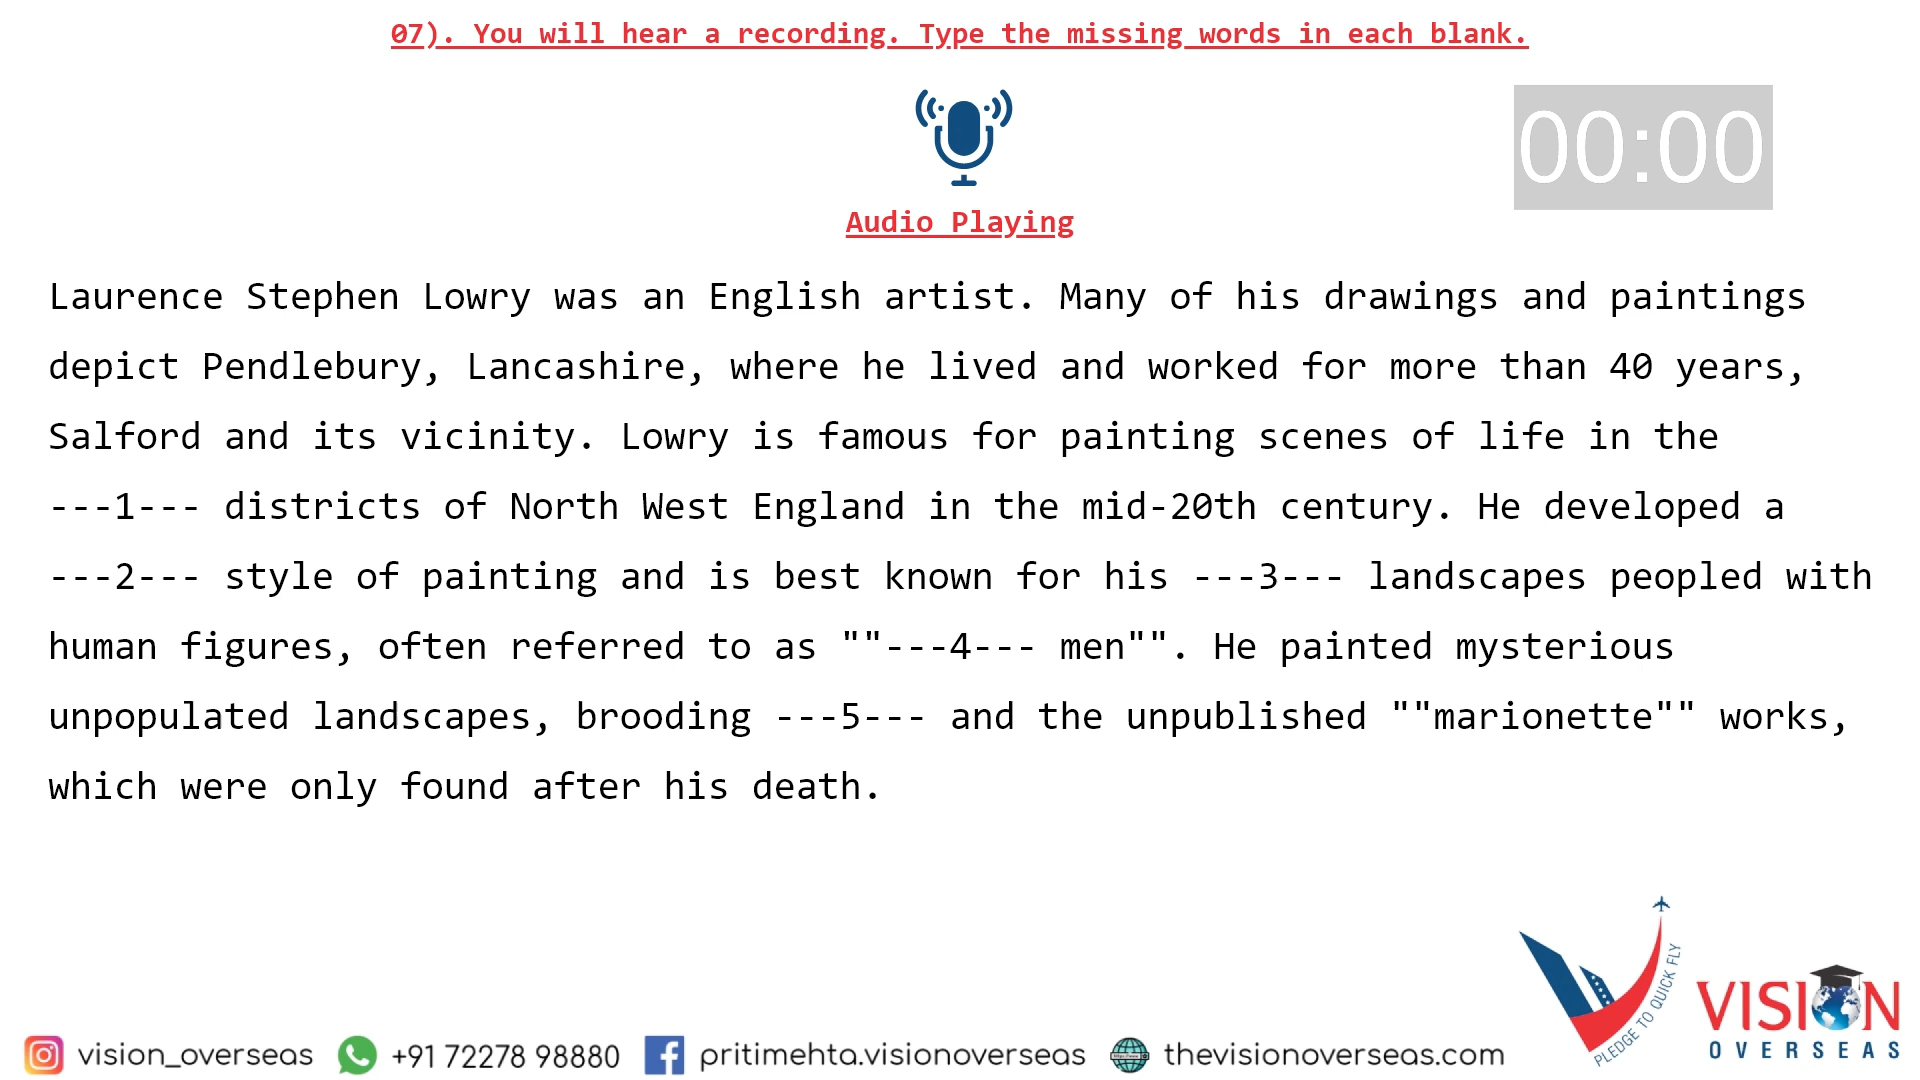 07). You will hear a recording. Type the missing words in each blank.
00:00
Audio Playing
Laurence Stephen Lowry was an English artist. Many of his drawings and paintings
depict Pendlebury, Lancashire, where he lived and worked for more than 40 years,
Salford and its vicinity. Lowry is famous for painting scenes of life in the
---1--- districts of North West England in the mid-20th century. He developed a
---2--- style of painting and is best known for his ---3--- landscapes peopled with
human figures, often referred to as ""---4--- men"". He painted mysterious
unpopulated landscapes, brooding ---5--- and the unpublished ""marionette"" works,
which were only found after his death.
PLEDGE TO QUICK FLY
VISION
OVERSEAS
vision_overseas
+91 72278 98880
pritimehta.visionoverseas
thevisionoverseas.com